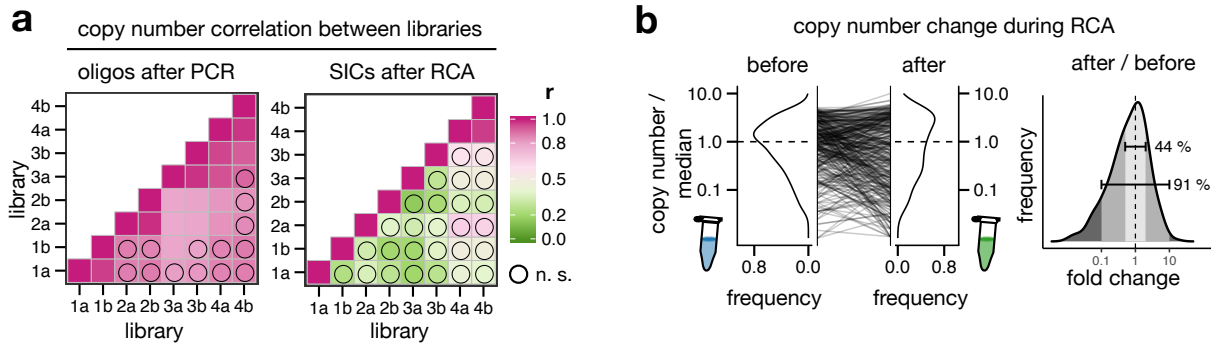 a
copy number correlation between libraries
oligos after PCR
SICs after RCA
library
4b
4a
3b
3a
2b
2a
1b
1a
1a 1b 2a 2b 3a 3b 4a 4b
library
4b
4a
3b
3a
2b
2a
1b
1a
1a 1b 2a 2b 3a 3b 4a 4b
library
r
1.0
0.8
0.6
0.4
0.2
0.0
n. s.
b
copy number change during RCA
before
after
after / before
copy number /
median
10.0
1.0
0.1
0.8 0.0
frequency
0.0 0.8
frequency
10.0
1.0
0.1
frequency
44 %
91 %
0.1 1 10
fold change